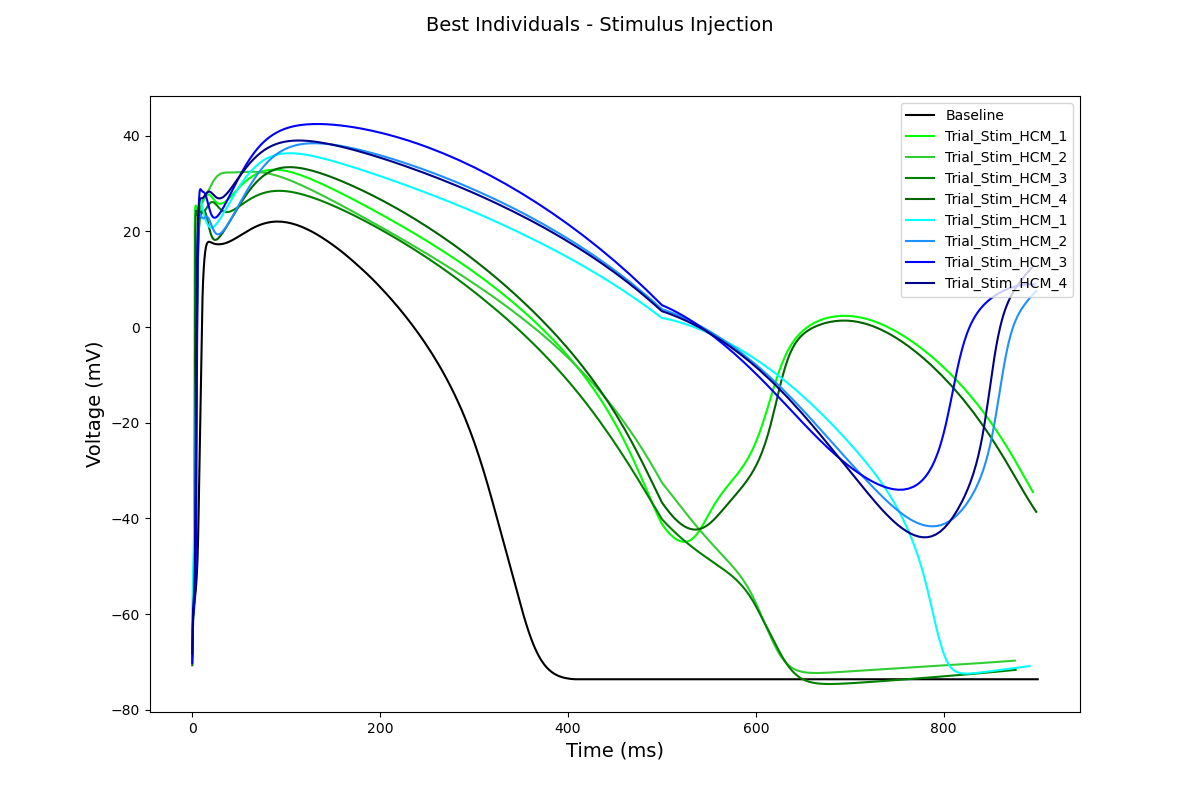 Best Individuals - Stimulus Injection
Baseline
Trial_Stim_HCM_1
Trial_Stim_HCM_2
Trial_Stim_HCM_3
Trial_Stim_HCM_4
Trial_Stim_HCM_1
Trial_Stim_HCM_2
Trial_Stim_HCM_3
Trial_Stim_HCM_4
Voltage (mV)
40
20
0
−20
−40
−60
−80
0 200 400 600 800
Time (ms)